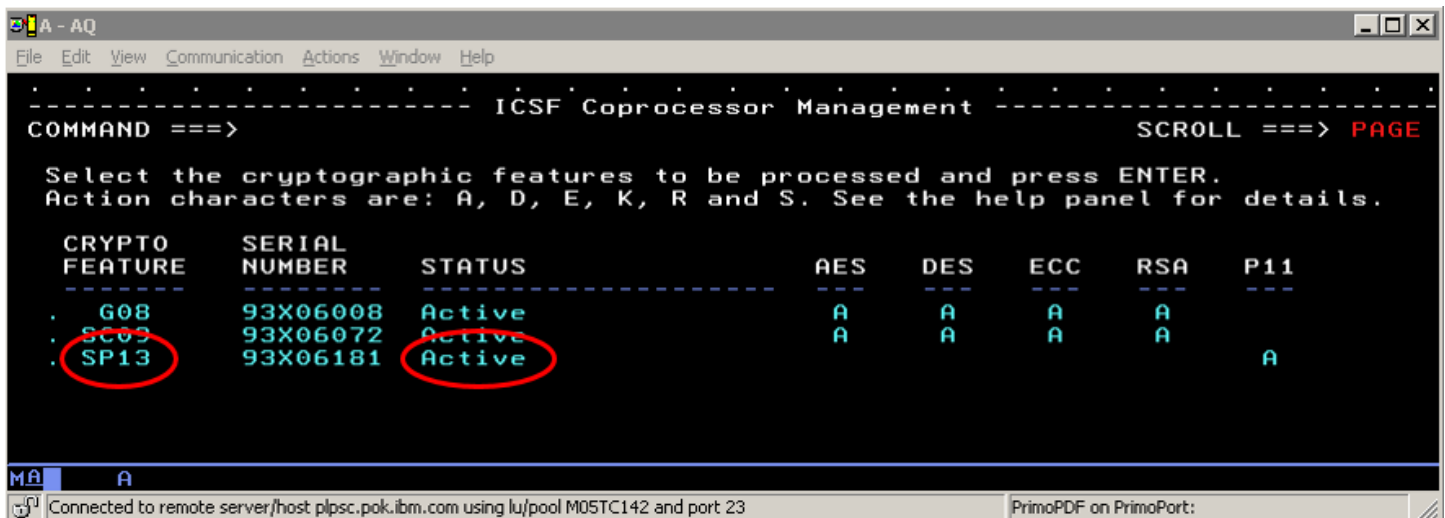 A - AQ
File Edit View Communication Actions Window Help
. . . . . . . . . . . . . . . . . . . . . . . . . . .
------------------------- ICSF Coprocessor Management -------------------------
COMMAND ===> SCROLL ===> PAGE
Select the cryptographic features to be processed and press ENTER.
Action characters are: A, D, E, K, R and S. See the help panel for details.
CRYPTO SERIAL
FEATURE NUMBER STATUS AES DES ECC RSA P11
------- -------- -------------------- --- --- --- --- ---
. G08 93X06008 Active A A A A
. SC09 93X06072 Active A A A A
. SP13 93X06181 Active A
MA A
Connected to remote server/host plpsc.pok.ibm.com using lu/pool M05TC142 and port 23 PrimoPDF on PrimoPort: